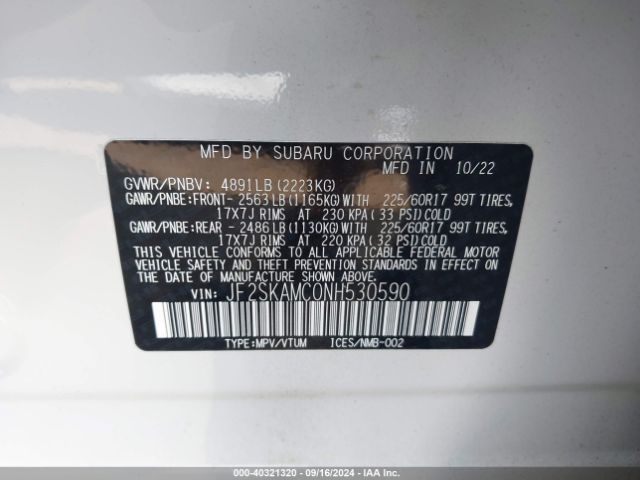 MFD BY SUBARU CORPORATION
MFD IN 10/22
GVWR/PNBV: 4891LB(2223KG)
GAWR/PNBE:FRONT- 2563LB(1165KG)WITH 225/60R17 99T TIRES
17X7J RIMS AT 230 KPA(33 PSI)COLD
GAWR/PNBE:REAR - 2486LB(1130KG)WITH 225/60R17 99T TIRES
17X7J RIMS AT 220 KPA(32 PSI)COLD
THIS VEHICLE CONFORMS TO ALL APPLICABLE FEDERAL MOTOR
VEHICLE SAFETY AND THEFT PREVENTION STANDARDS IN EFFECT
ON THE DATE OF MANUFACTURE SHOWN ABOVE.
VIN: JF2SKAMC0NH530590
TYPE:MPV/VTUM ICES/NMB-002
000-40321320 - 09/16/2024 - IAAI.COM